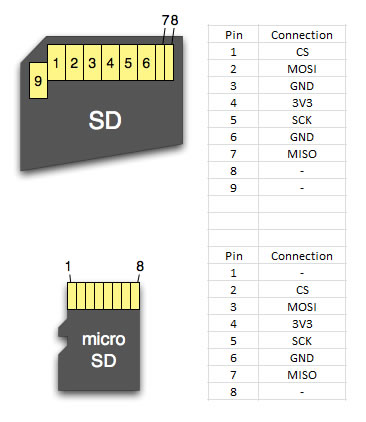 7 8
1 2 3 4 5 6
9
SD
Pin Connection
1 CS
2 MOSI
3 GND
4 3V3
5 SCK
6 GND
7 MISO
8 -
9 -
1 8
micro
SD
Pin Connection
1 -
2 CS
3 MOSI
4 3V3
5 SCK
6 GND
7 MISO
8 -